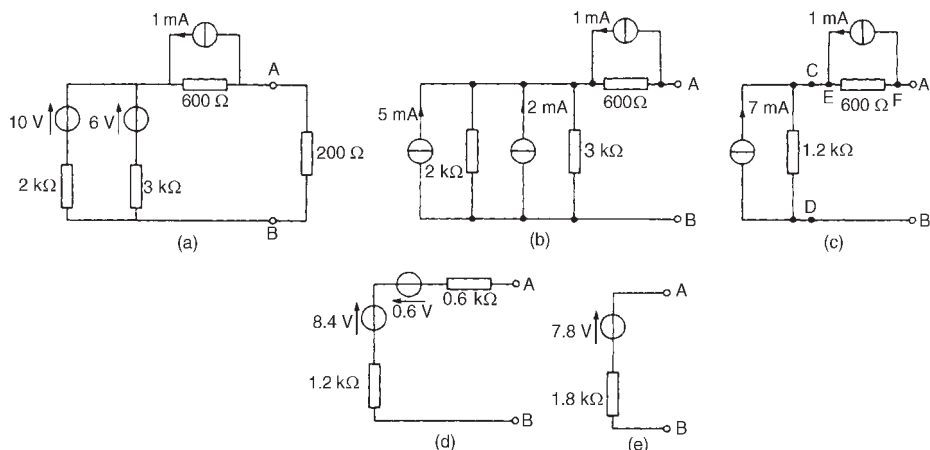 1 mA
A
600 Ω
10 V
6 V
200 Ω
2 kΩ
3 kΩ
B
(a)
1 mA
A
600Ω
5 mA
2 mA
2 kΩ
3 kΩ
B
(b)
1 mA
C
A
E
600 Ω
F
7 mA
1.2 kΩ
D
B
(c)
A
0.6 V
0.6 kΩ
8.4 V
1.2 kΩ
B
(d)
A
7.8 V
1.8 kΩ
B
(e)